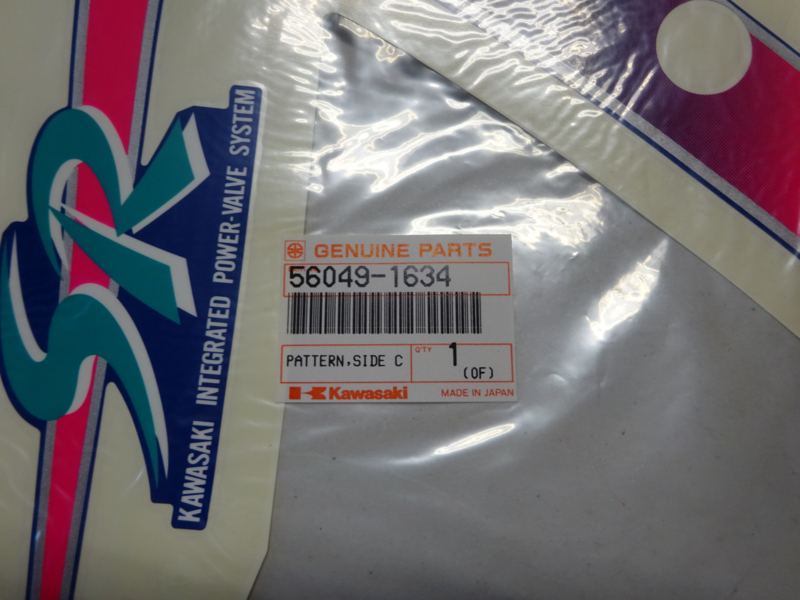 SR
KAWASAKI INTEGRATED POWER-VALVE SYSTEM
GENUINE PARTS
56049-1634
PATTERN,SIDE C
Q'TY
1
(OF)
Kawasaki
MADE IN JAPAN